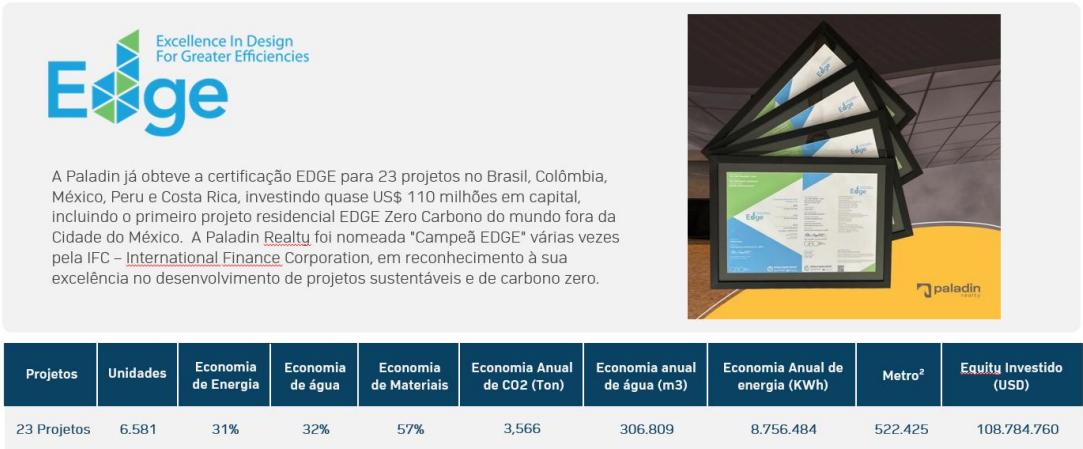 Excellence In Design
For Greater Efficiencies
Edge
A Paladin já obteve a certificação EDGE para 23 projetos no Brasil, Colômbia,
México, Peru e Costa Rica, investindo quase US$ 110 milhões em capital,
incluindo o primeiro projeto residencial EDGE Zero Carbono do mundo fora da
Cidade do México. A Paladin Realty foi nomeada "Campeã EDGE" várias vezes
pela IFC – International Finance Corporation, em reconhecimento à sua
excelência no desenvolvimento de projetos sustentáveis e de carbono zero.
Edge
Edge
Edge
Edge
Edge
paladin
realty
Projetos Unidades Economia de Energia Economia de água Economia de Materiais Economia Anual de CO2 (Ton) Economia anual de água (m3) Economia Anual de energia (KWh) Metro² Equity Investido (USD)
23 Projetos 6.581 31% 32% 57% 3,566 306.809 8.756.484 522.425 108.784.760